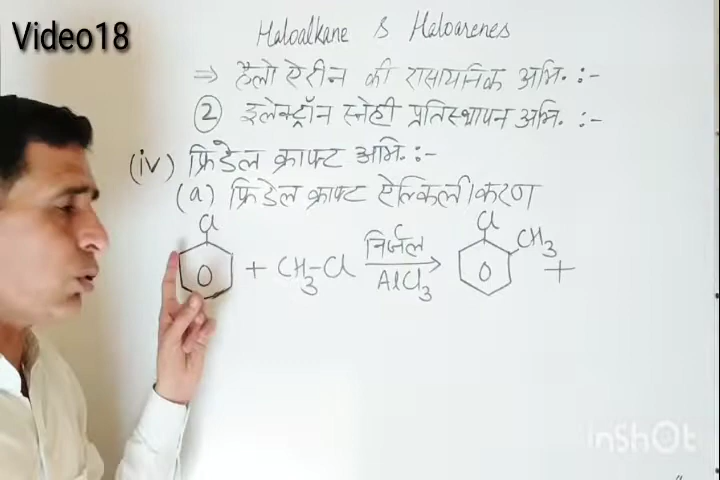 Video18
Haloalkane & Haloarenes
⇒ हैलो ऐरीन की रासायनिक अभि. :-
② इलेक्ट्रॉन स्नेही प्रतिस्थापन अभि. :-
(iv) फ्रिडेल क्राफ्ट अभि. :-
(a) फ्रिडेल क्राफ्ट ऐल्किलीकरण
Cl Cl
+ CH3-Cl निर्जल AlCl3 → CH3 +
InShOt